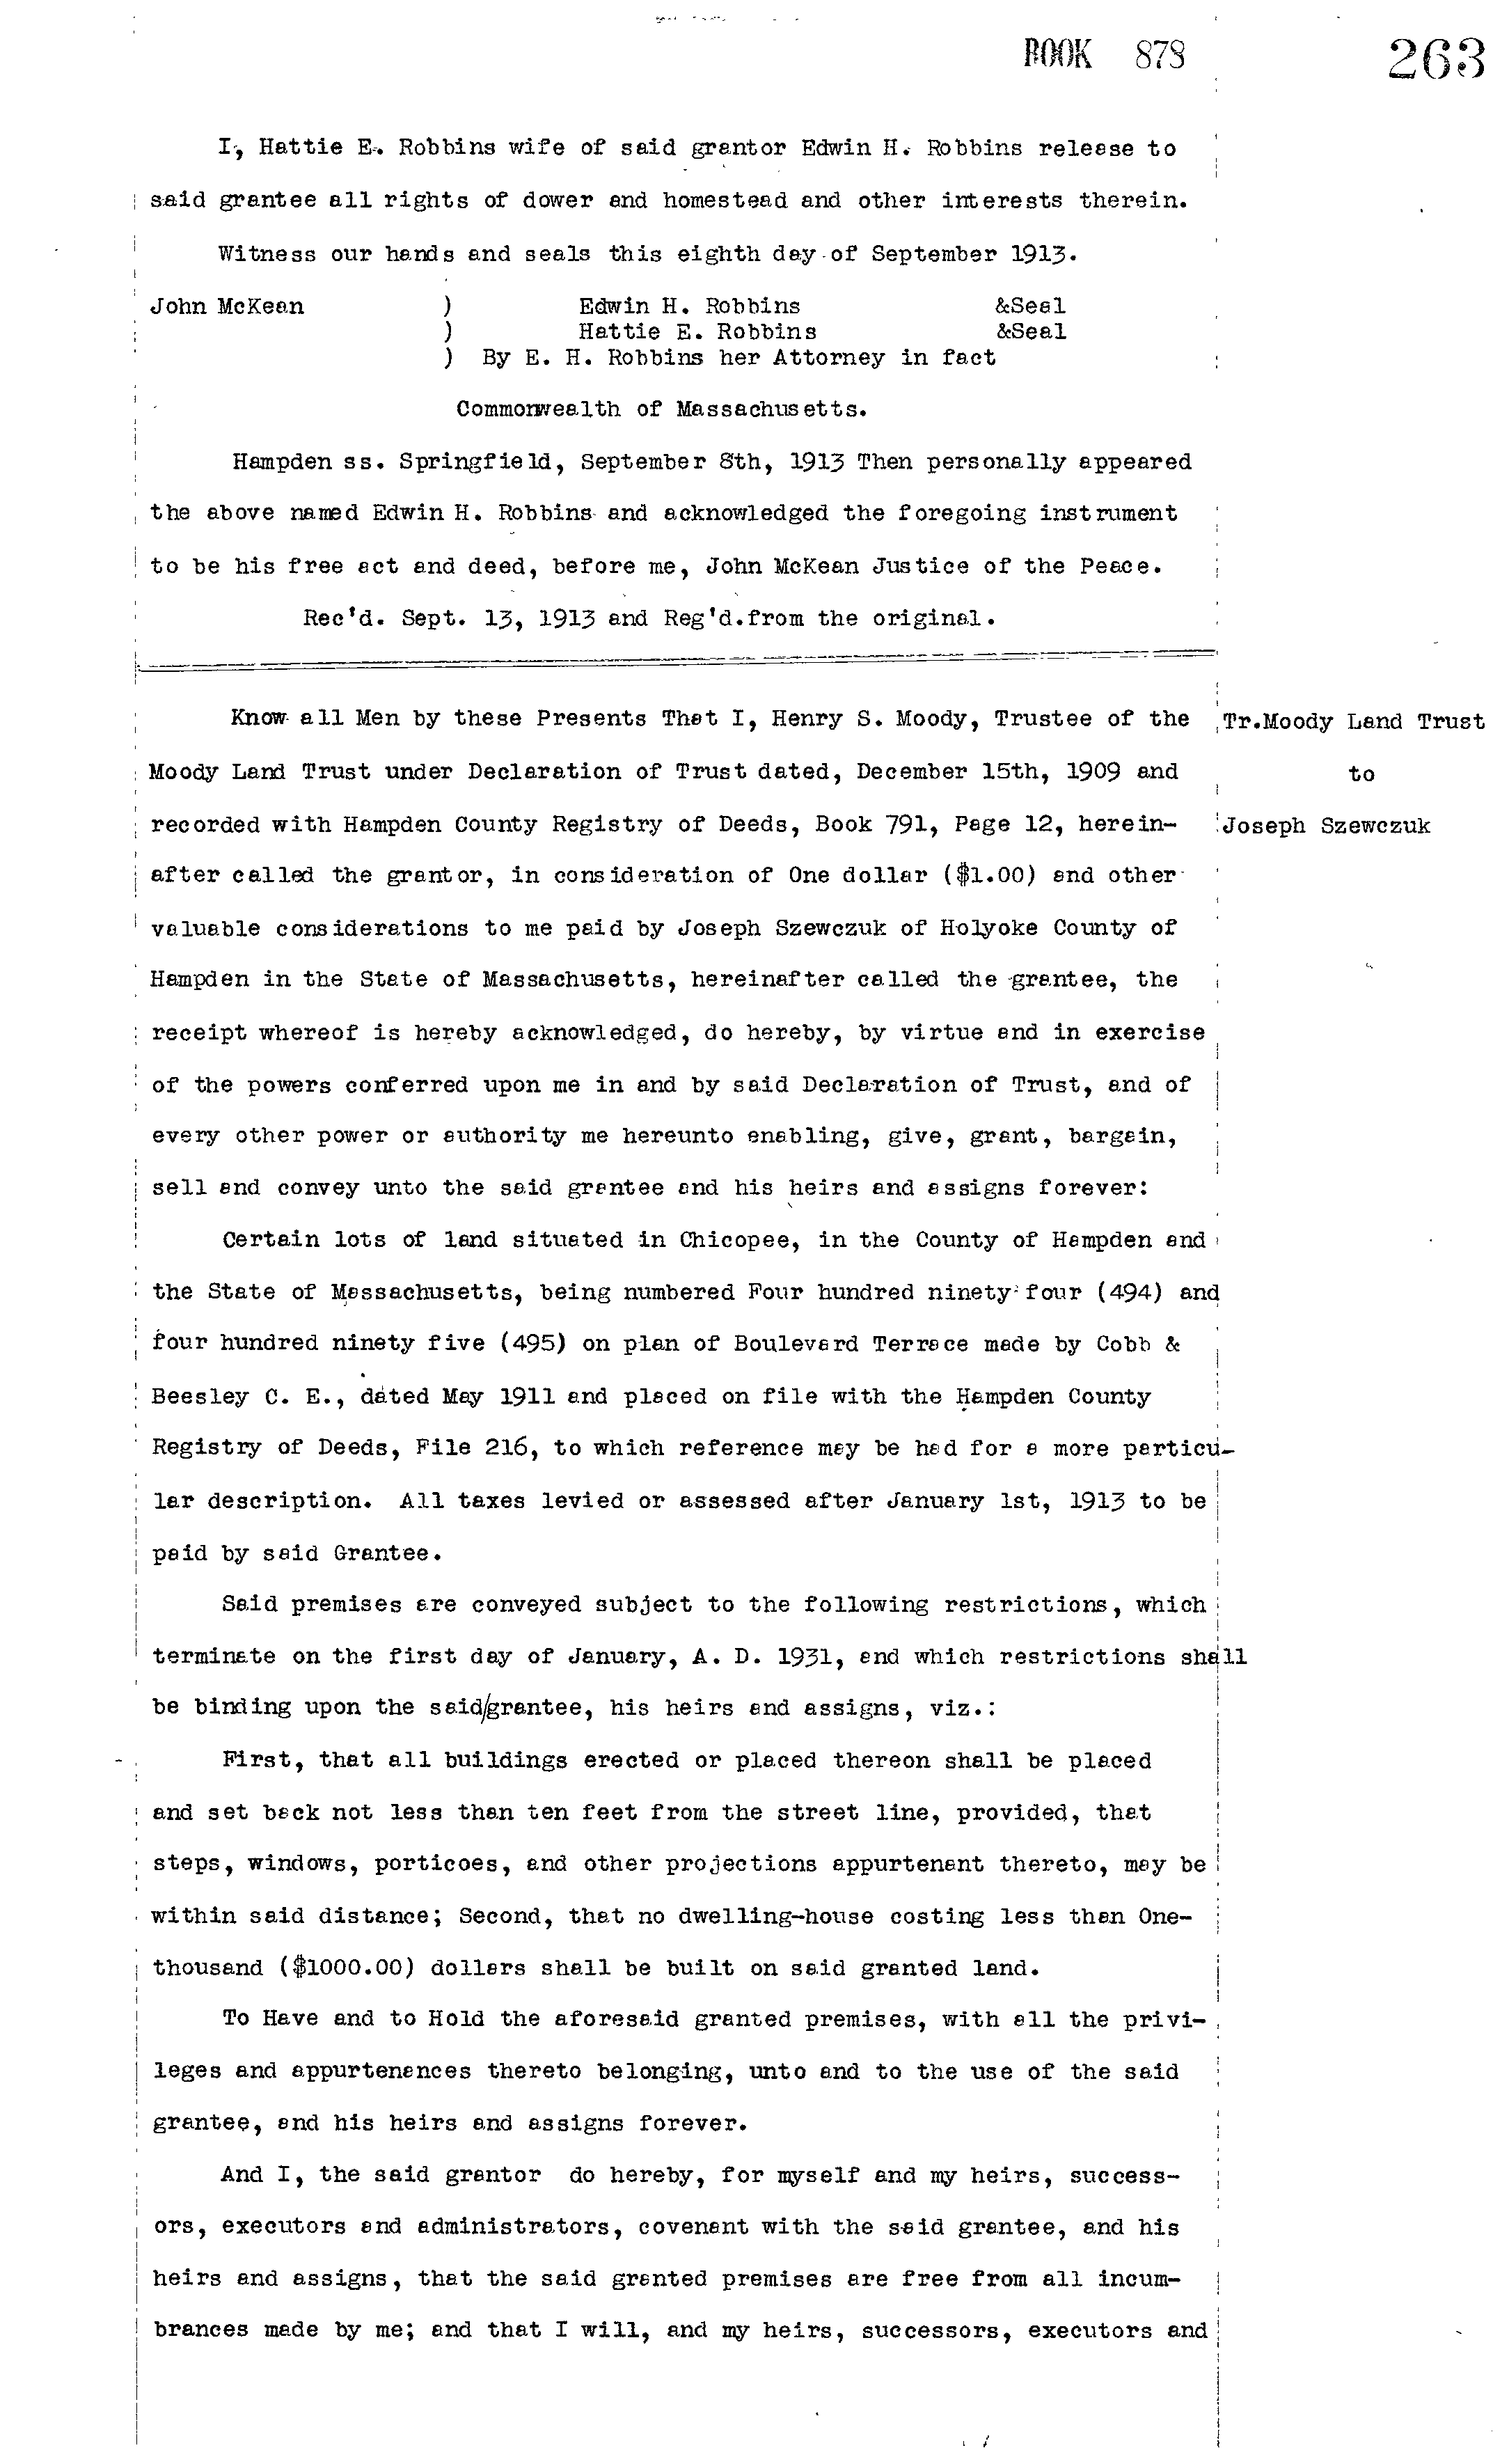 BOOK 878 263
I, Hattie E. Robbins wife of said grantor Edwin H. Robbins release to
said grantee all rights of dower and homestead and other interests therein.
Witness our hands and seals this eighth day of September 1913.
John McKean ) Edwin H. Robbins &Seal
) Hattie E. Robbins &Seal
) By E. H. Robbins her Attorney in fact
Commonwealth of Massachusetts.
Hampden ss. Springfield, September 8th, 1913 Then personally appeared
the above named Edwin H. Robbins and acknowledged the foregoing instrument
to be his free act and deed, before me, John McKean Justice of the Peace.
Rec'd. Sept. 13, 1913 and Reg'd.from the original.
Know all Men by these Presents That I, Henry S. Moody, Trustee of the
Tr.Moody Land Trust
Moody Land Trust under Declaration of Trust dated, December 15th, 1909 and
to
recorded with Hampden County Registry of Deeds, Book 791, Page 12, herein-
Joseph Szewczuk
after called the grantor, in consideration of One dollar ($1.00) and other
valuable considerations to me paid by Joseph Szewczuk of Holyoke County of
Hampden in the State of Massachusetts, hereinafter called the grantee, the
receipt whereof is hereby acknowledged, do hereby, by virtue and in exercise
of the powers conferred upon me in and by said Declaration of Trust, and of
every other power or authority me hereunto enabling, give, grant, bargain,
sell and convey unto the said grantee and his heirs and assigns forever:
Certain lots of land situated in Chicopee, in the County of Hampden and
the State of Massachusetts, being numbered Four hundred ninety four (494) and
four hundred ninety five (495) on plan of Boulevard Terrace made by Cobb &
Beesley C. E., dated May 1911 and placed on file with the Hampden County
Registry of Deeds, File 216, to which reference may be had for a more particu-
lar description. All taxes levied or assessed after January 1st, 1913 to be
paid by said Grantee.
Said premises are conveyed subject to the following restrictions, which
terminate on the first day of January, A. D. 1931, and which restrictions shall
be binding upon the said/grantee, his heirs and assigns, viz.:
First, that all buildings erected or placed thereon shall be placed
and set back not less than ten feet from the street line, provided, that
steps, windows, porticoes, and other projections appurtenant thereto, may be
within said distance; Second, that no dwelling-house costing less than One-
thousand ($1000.00) dollars shall be built on said granted land.
To Have and to Hold the aforesaid granted premises, with all the privi-
leges and appurtenances thereto belonging, unto and to the use of the said
grantee, and his heirs and assigns forever.
And I, the said grantor do hereby, for myself and my heirs, success-
ors, executors and administrators, covenant with the said grantee, and his
heirs and assigns, that the said granted premises are free from all incum-
brances made by me; and that I will, and my heirs, successors, executors and